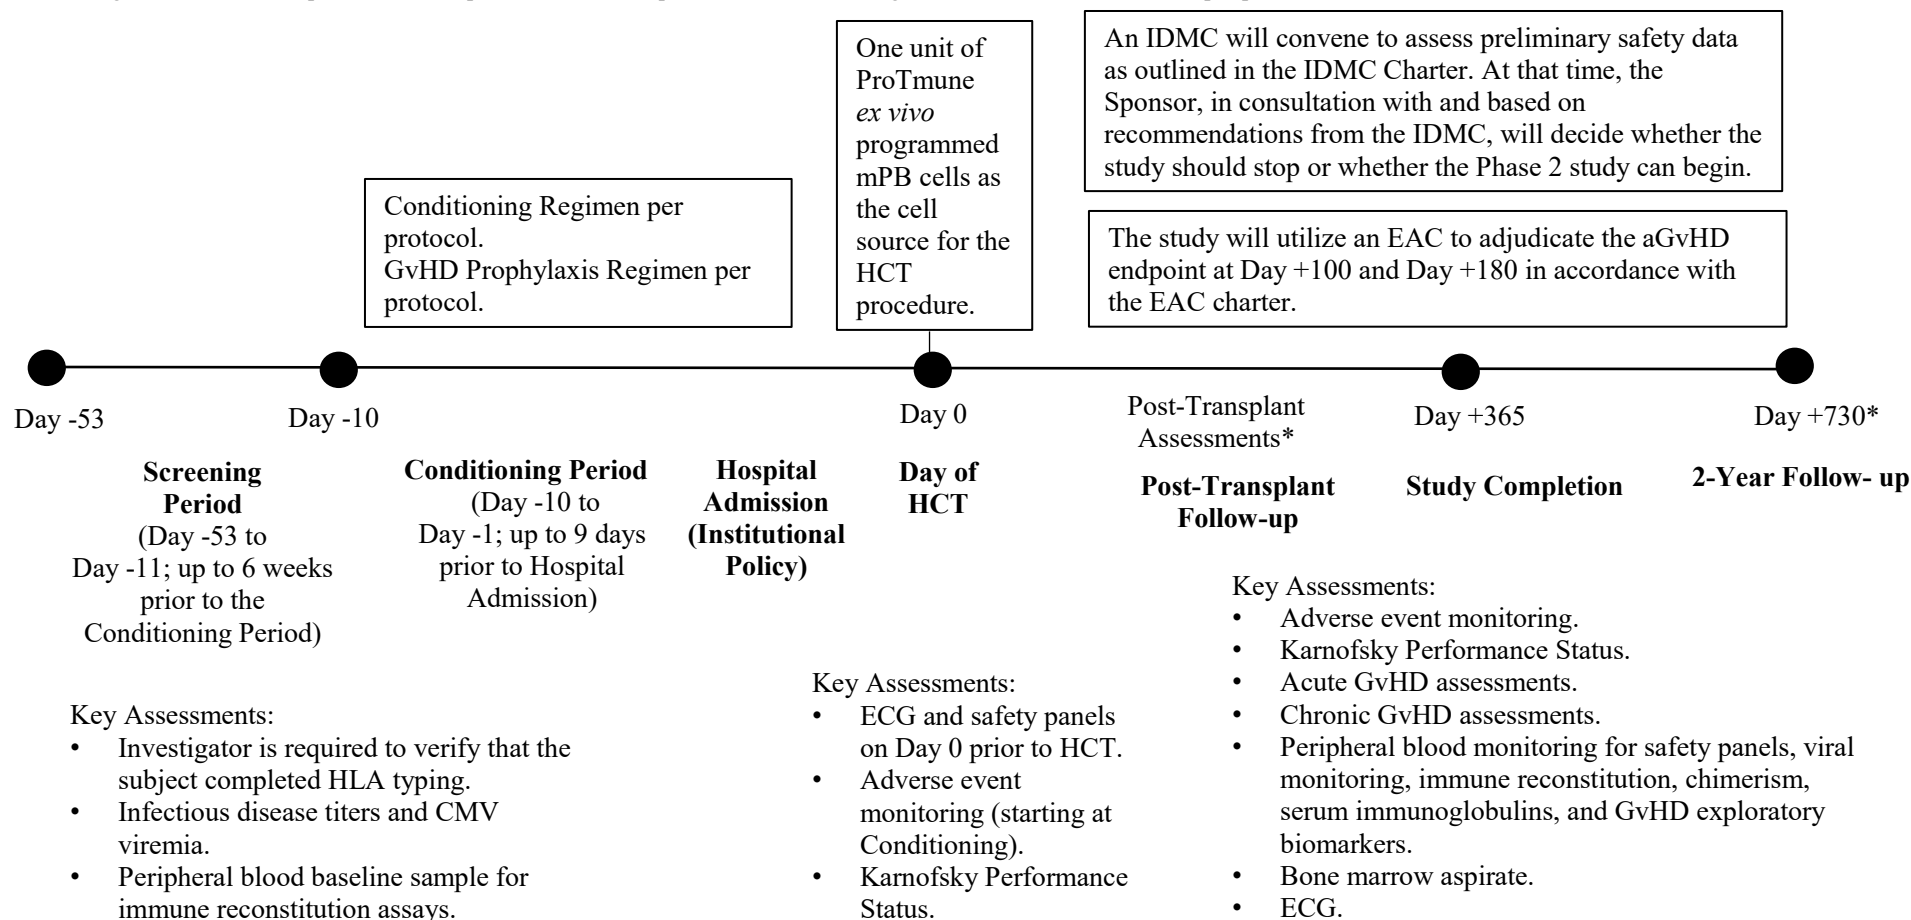 One unit of
ProTmune
ex vivo
programmed
mPB cells as
the cell
source for the
HCT
procedure.
An IDMC will convene to assess preliminary safety data
as outlined in the IDMC Charter. At that time, the
Sponsor, in consultation with and based on
recommendations from the IDMC, will decide whether the
study should stop or whether the Phase 2 study can begin.
Conditioning Regimen per
protocol.
GvHD Prophylaxis Regimen per
protocol.
The study will utilize an EAC to adjudicate the aGvHD
endpoint at Day +100 and Day +180 in accordance with
the EAC charter.
Day -53
Day -10
Day 0
Post-Transplant
Assessments*
Day +365
Day +730*
Screening
Period
(Day -53 to
Day -11; up to 6 weeks
prior to the
Conditioning Period)
Conditioning Period
(Day -10 to
Day -1; up to 9 days
prior to Hospital
Admission)
Hospital
Admission
(Institutional
Policy)
Day of
HCT
Post-Transplant
Follow-up
Study Completion
2-Year Follow- up
Key Assessments:
• Investigator is required to verify that the
subject completed HLA typing.
• Infectious disease titers and CMV
viremia.
• Peripheral blood baseline sample for
immune reconstitution assays.
Key Assessments:
• ECG and safety panels
on Day 0 prior to HCT.
• Adverse event
monitoring (starting at
Conditioning).
• Karnofsky Performance
Status.
Key Assessments:
• Adverse event monitoring.
• Karnofsky Performance Status.
• Acute GvHD assessments.
• Chronic GvHD assessments.
• Peripheral blood monitoring for safety panels, viral
monitoring, immune reconstitution, chimerism,
serum immunoglobulins, and GvHD exploratory
biomarkers.
• Bone marrow aspirate.
• ECG.